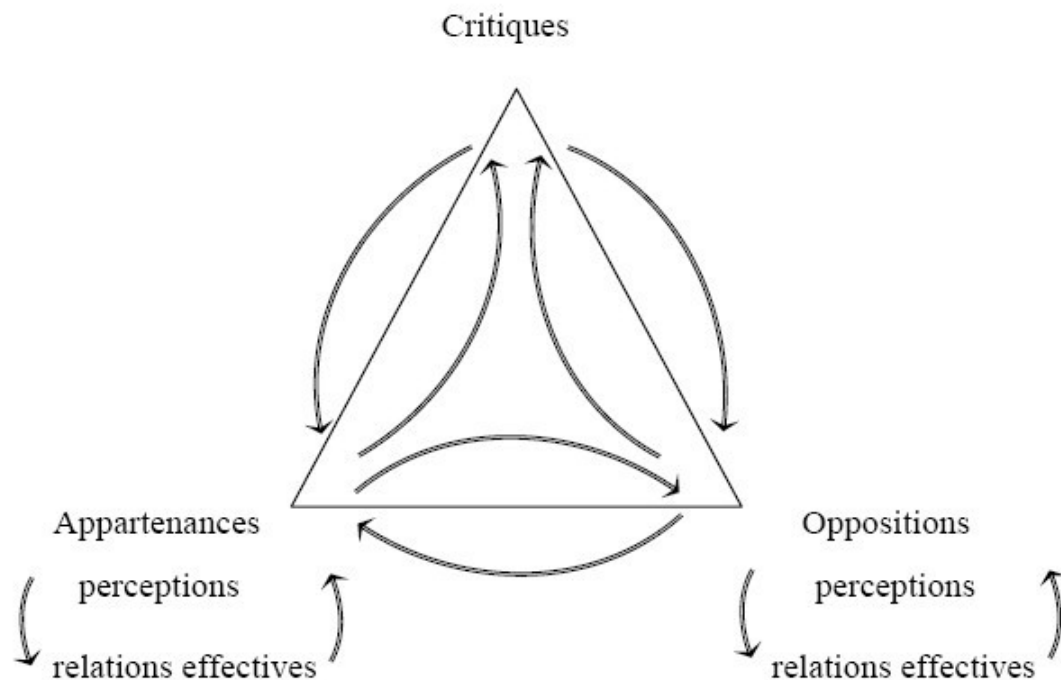 Critiques
Appartenances
perceptions
relations effectives
Oppositions
perceptions
relations effectives